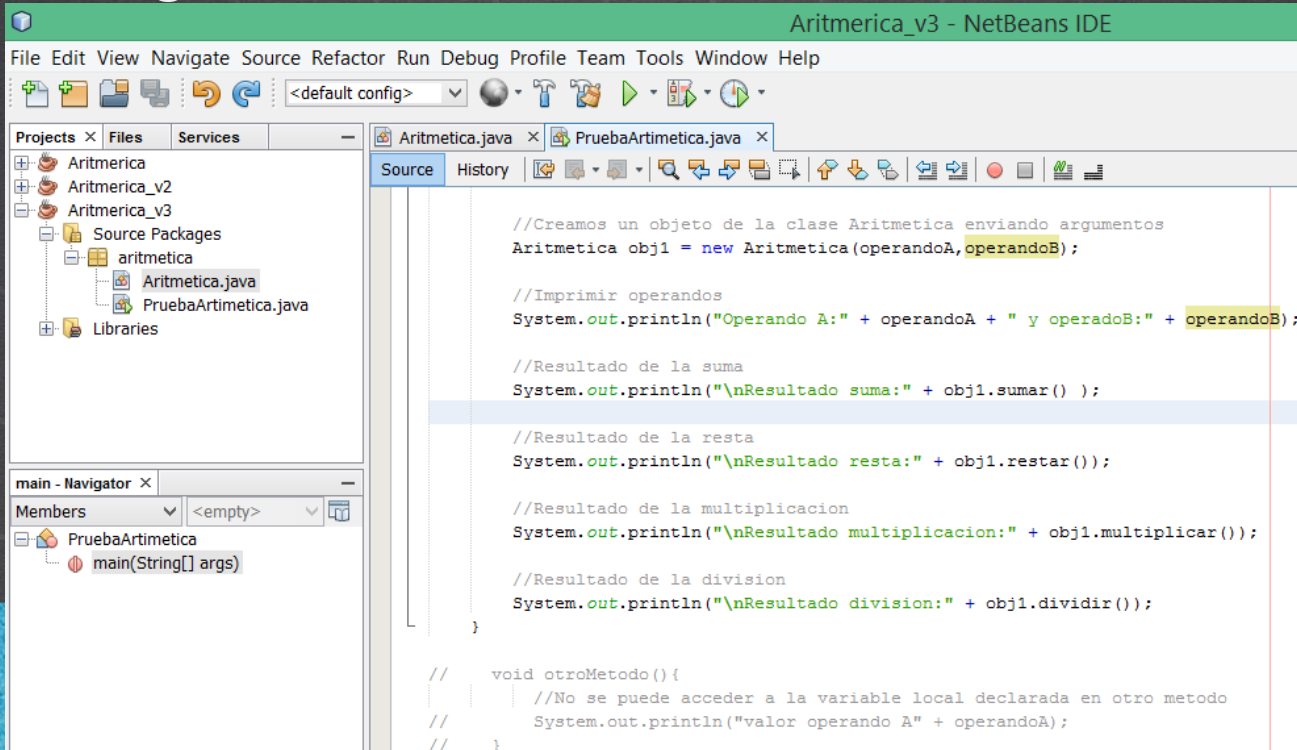 Aritmerica_v3 - NetBeans IDE
File Edit View Navigate Source Refactor Run Debug Profile Team Tools Window Help
<default config>
Projects Files Services
Aritmerica
Aritmerica_v2
Aritmerica_v3
Source Packages
aritmetica
Aritmetica.java
PruebaArtimetica.java
Libraries
main - Navigator
Members <empty>
PruebaArtimetica
main(String[] args)
Aritmetica.java PruebaArtimetica.java
Source History
//Creamos un objeto de la clase Aritmetica enviando argumentos
Aritmetica obj1 = new Aritmetica(operandoA,operandoB);
//Imprimir operandos
System.out.println("Operando A:" + operandoA + " y operadoB:" + operandoB);
//Resultado de la suma
System.out.println("\nResultado suma:" + obj1.sumar() );
//Resultado de la resta
System.out.println("\nResultado resta:" + obj1.restar());
//Resultado de la multiplicacion
System.out.println("\nResultado multiplicacion:" + obj1.multiplicar());
//Resultado de la division
System.out.println("\nResultado division:" + obj1.dividir());
}
// void otroMetodo(){
//No se puede acceder a la variable local declarada en otro metodo
// System.out.println("valor operando A" + operandoA);
// }